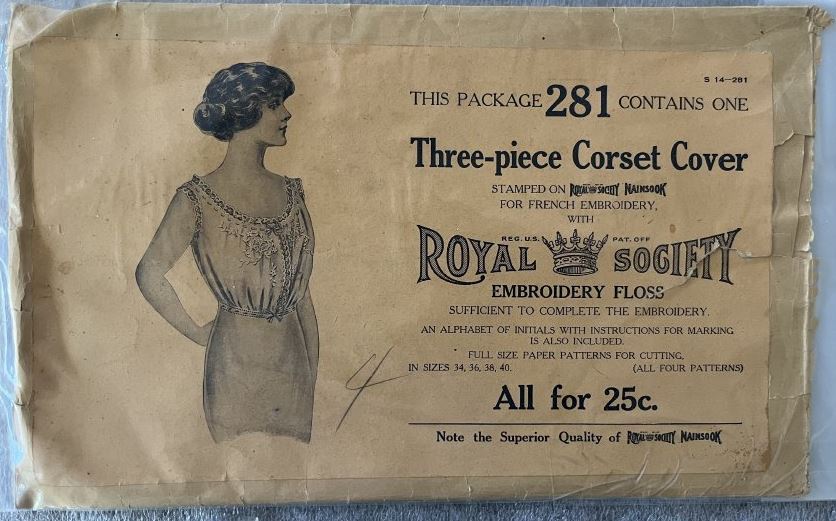 S 14—281
THIS PACKAGE 281 CONTAINS ONE
Three-piece Corset Cover
STAMPED ON ROYAL SOCIETY NAINSOOK
FOR FRENCH EMBROIDERY,
WITH
REG. U.S. PAT. OFF
ROYAL SOCIETY
EMBROIDERY FLOSS
SUFFICIENT TO COMPLETE THE EMBROIDERY.
AN ALPHABET OF INITIALS WITH INSTRUCTIONS FOR MARKING
IS ALSO INCLUDED.
FULL SIZE PAPER PATTERNS FOR CUTTING,
IN SIZES 34, 36, 38, 40. (ALL FOUR PATTERNS)
4
All for 25c.
Note the Superior Quality of ROYAL SOCIETY NAINSOOK